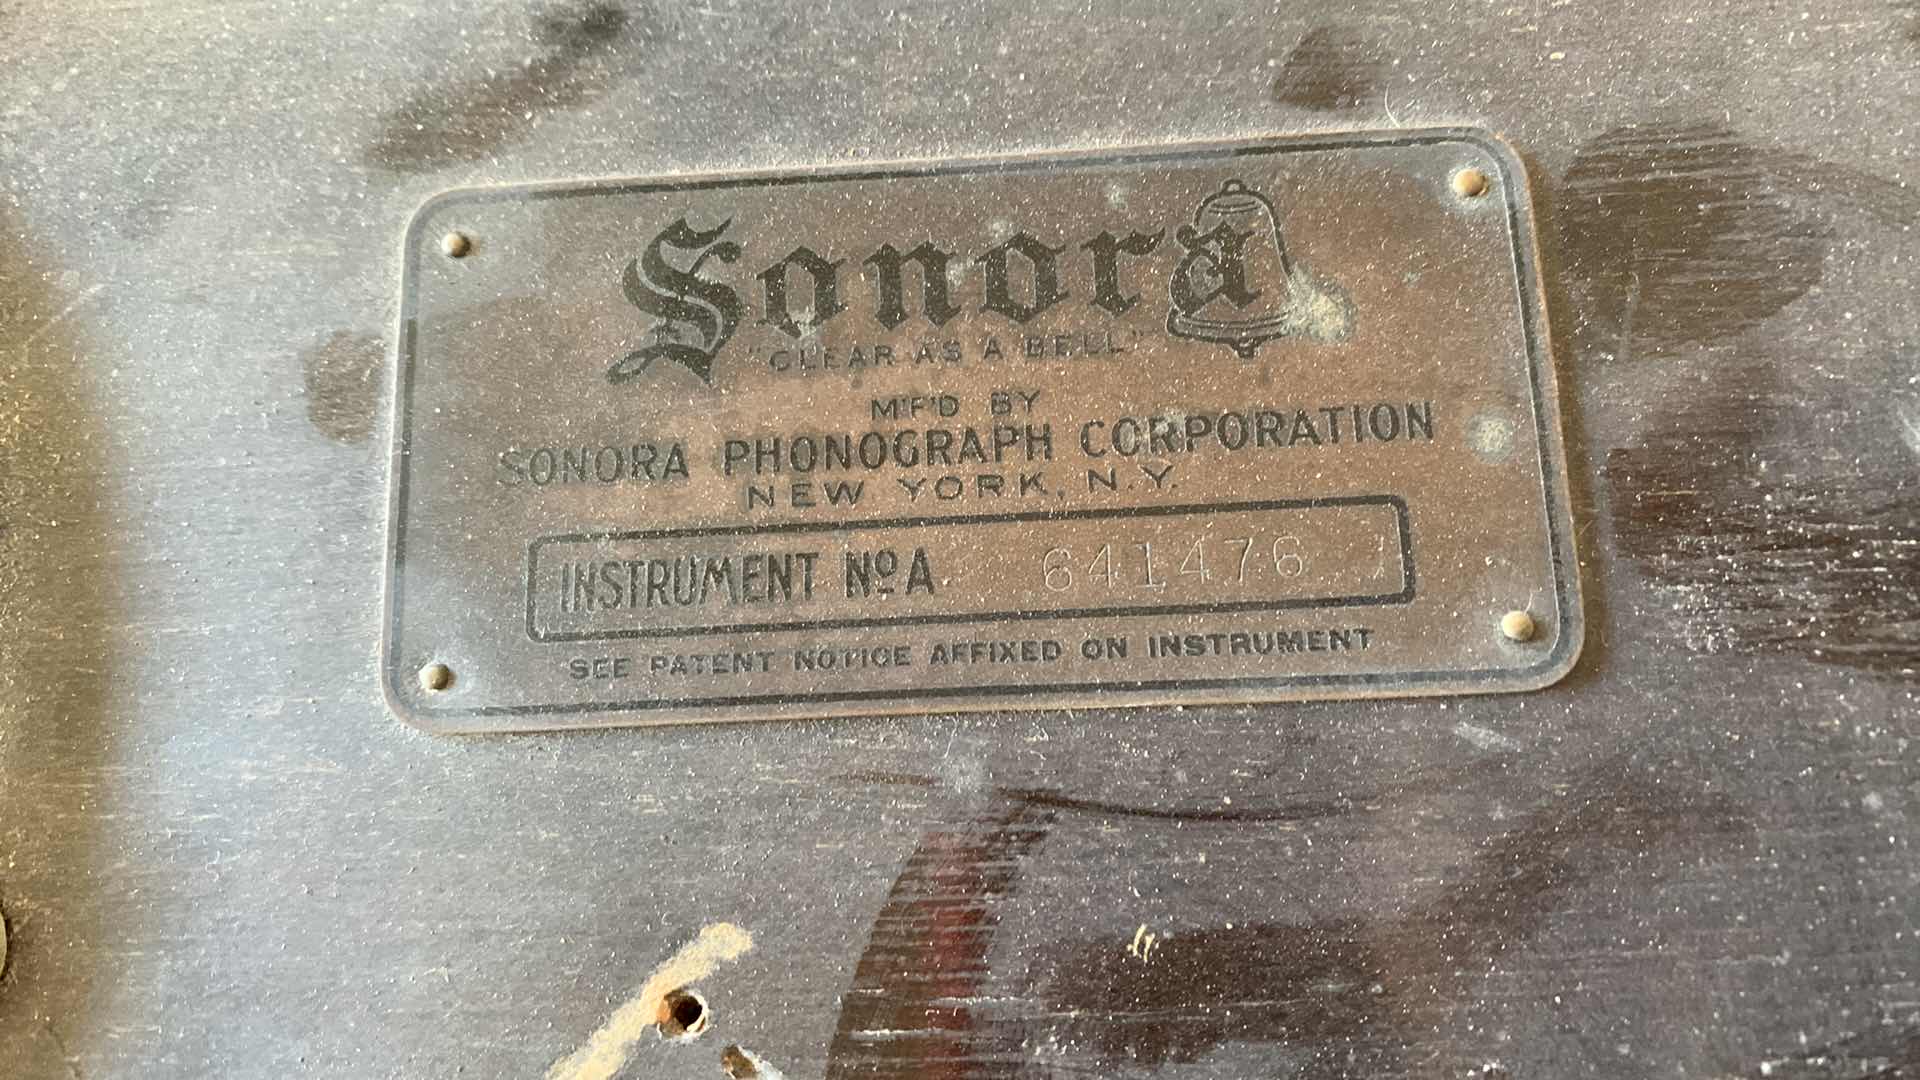 Sonora
"CLEAR AS A BELL"
M'F'D BY
SONORA PHONOGRAPH CORPORATION
NEW YORK, N.Y.
INSTRUMENT Nº A 641476
SEE PATENT NOTICE AFFIXED ON INSTRUMENT